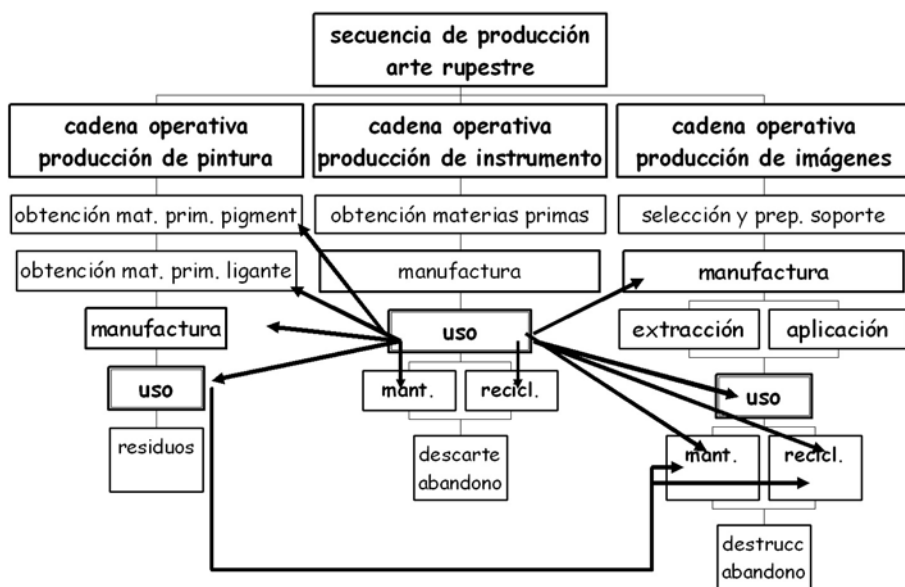 secuencia de producción
arte rupestre
cadena operativa
producción de pintura
cadena operativa
producción de instrumento
cadena operativa
producción de imágenes
obtención mat. prim. pigment
obtención materias primas
selección y prep. soporte
obtención mat. prim. ligante
manufactura
manufactura
manufactura
uso
extracción
aplicación
uso
mant.
recicl.
uso
residuos
descarte
abandono
mant.
recicl.
destrucc
abandono